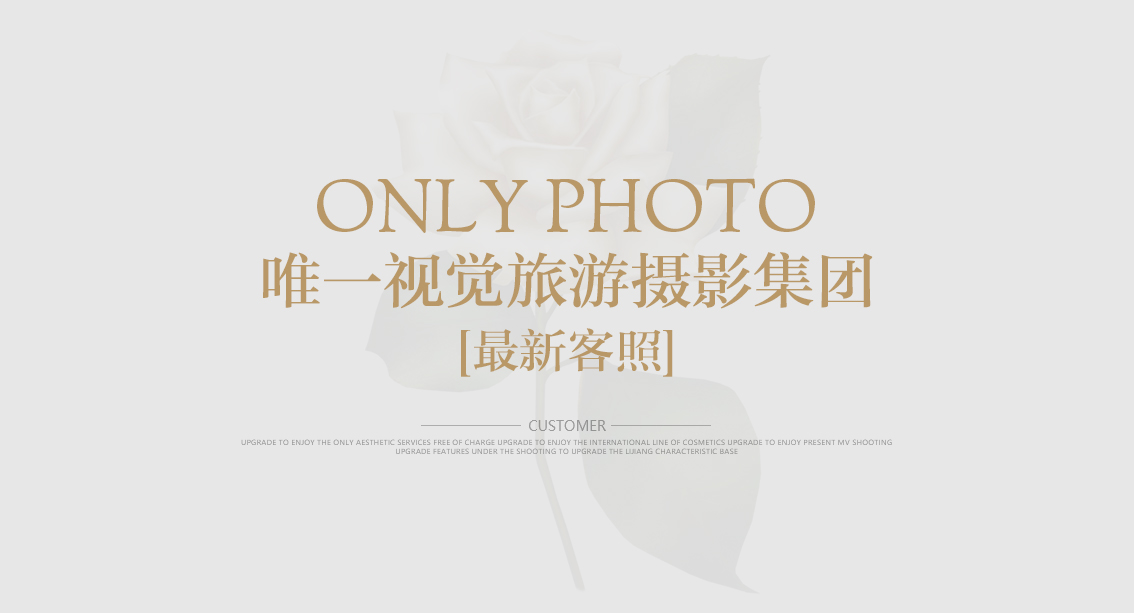 ONLY PHOTO
唯一视觉旅游摄影集团
[最新客照]
CUSTOMER
UPGRADE TO ENJOY THE ONLY AESTHETIC SERVICES FREE OF CHARGE UPGRADE TO ENJOY THE INTERNATIONAL LINE OF COSMETICS UPGRADE TO ENJOY PRESENT MV SHOOTING
UPGRADE FEATURES UNDER THE SHOOTING TO UPGRADE THE LIJIANG CHARACTERISTIC BASE